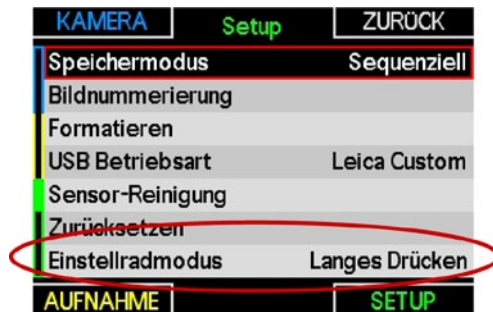 KAMERA Setup ZURÜCK
Speichermodus Sequenziell
Bildnummerierung
Formatieren
USB Betriebsart Leica Custom
Sensor-Reinigung
Zurücksetzen
Einstellradmodus Langes Drücken
AUFNAHME SETUP